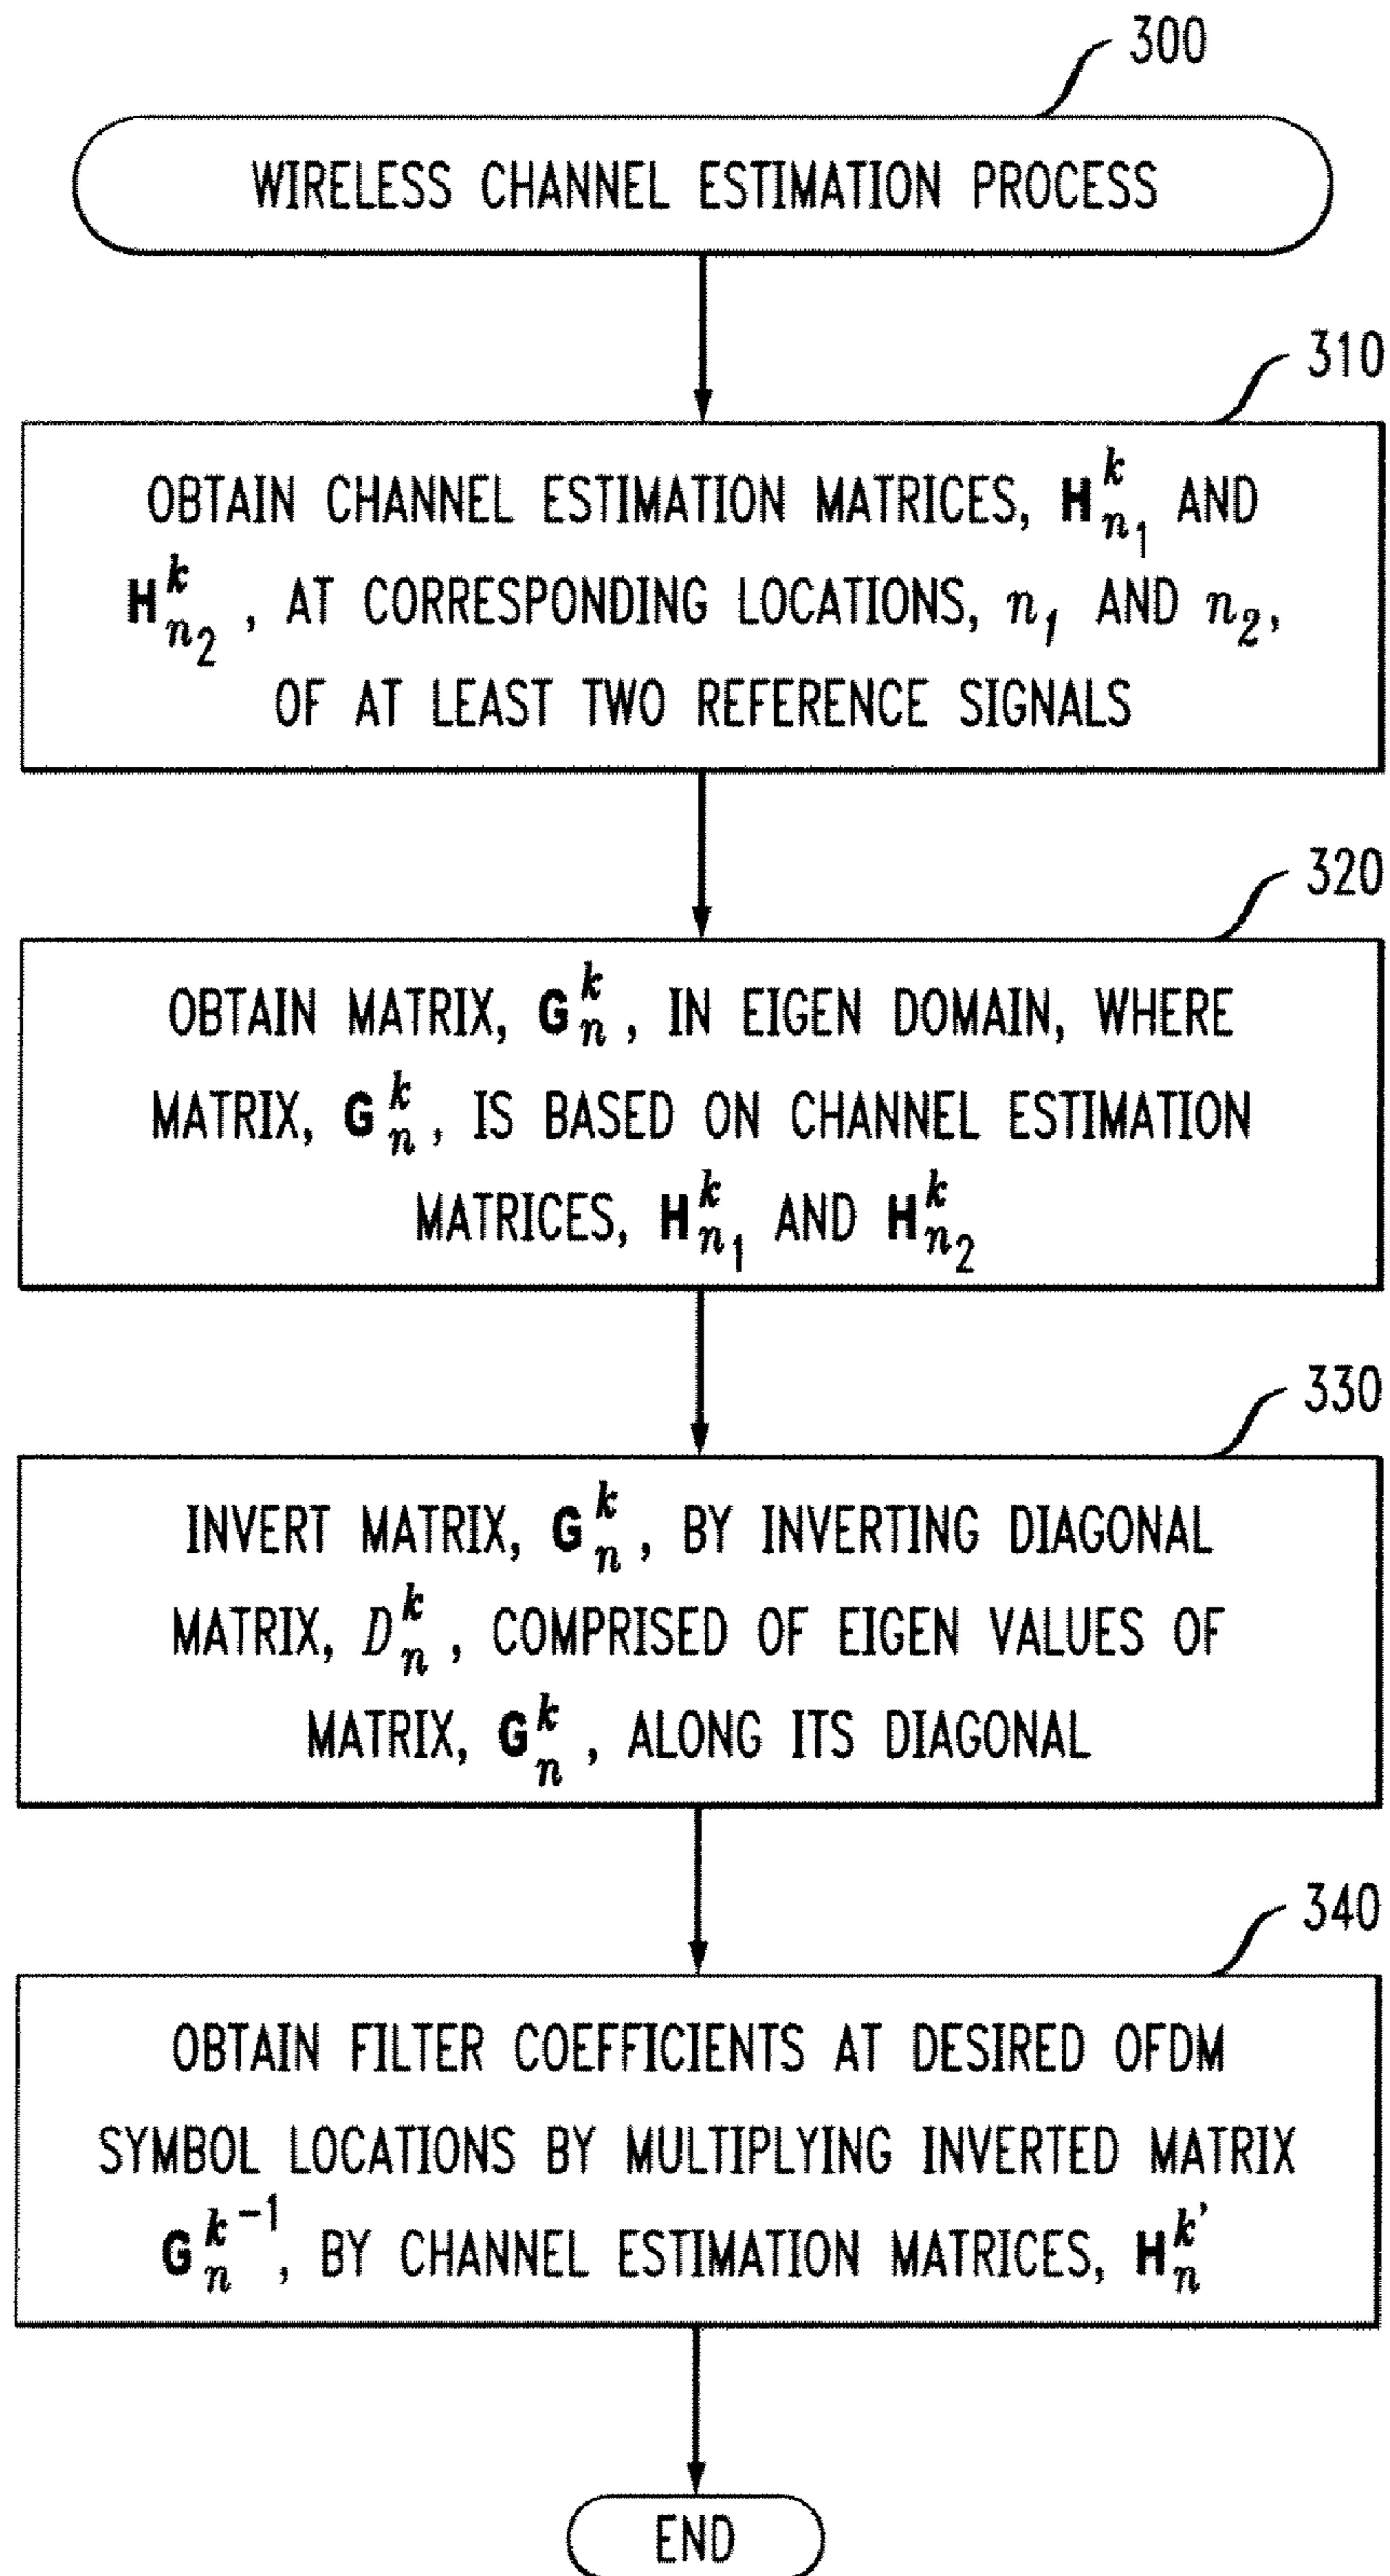 300
WIRELESS CHANNEL ESTIMATION PROCESS
310
OBTAIN CHANNEL ESTIMATION MATRICES, H^k_{n_1} AND
H^k_{n_2}, AT CORRESPONDING LOCATIONS, n_1 AND n_2,
OF AT LEAST TWO REFERENCE SIGNALS
320
OBTAIN MATRIX, G^k_n, IN EIGEN DOMAIN, WHERE
MATRIX, G^k_n, IS BASED ON CHANNEL ESTIMATION
MATRICES, H^k_{n_1} AND H^k_{n_2}
330
INVERT MATRIX, G^k_n, BY INVERTING DIAGONAL
MATRIX, D^k_n, COMPRISED OF EIGEN VALUES OF
MATRIX, G^k_n, ALONG ITS DIAGONAL
340
OBTAIN FILTER COEFFICIENTS AT DESIRED OFDM
SYMBOL LOCATIONS BY MULTIPLYING INVERTED MATRIX
G^{k -1}_n, BY CHANNEL ESTIMATION MATRICES, H^{k'}_n
END